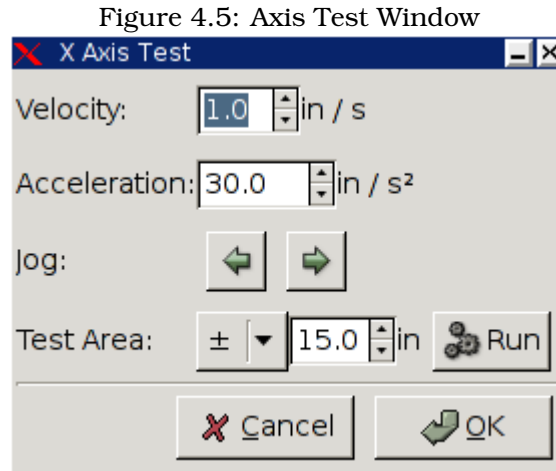 Figure 4.5: Axis Test Window
X Axis Test
Velocity: 1.0 in / s
Acceleration: 30.0 in / s²
Jog:
Test Area: ± 15.0 in Run
Cancel OK